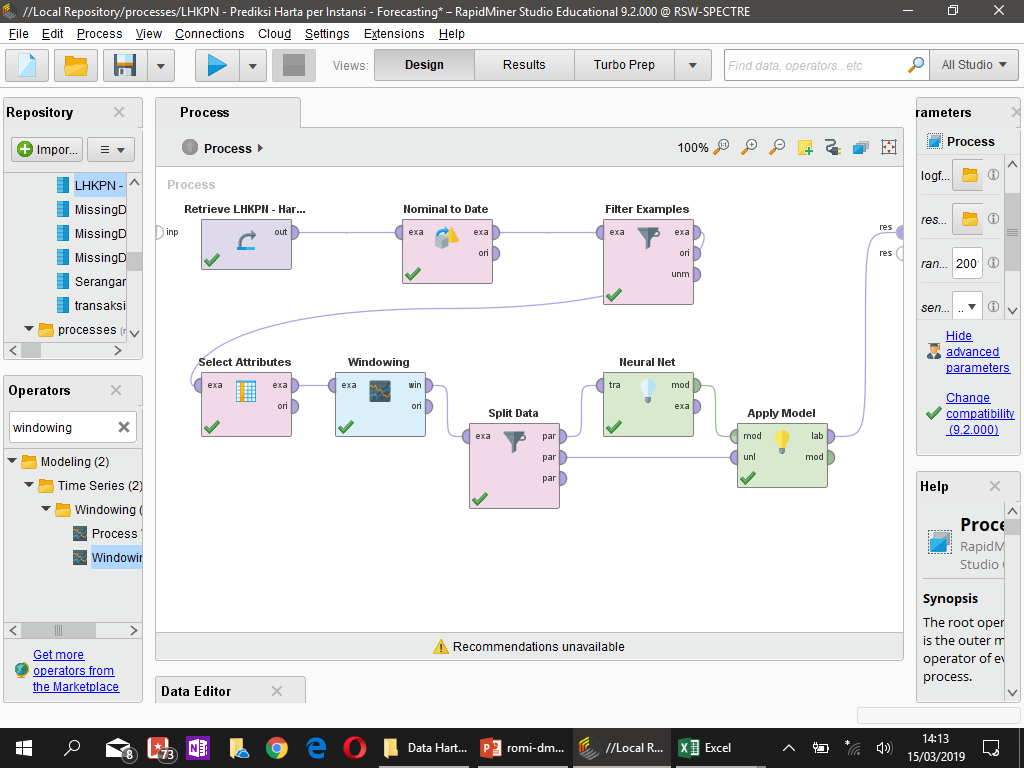 //Local Repository/processes/LHKPN - Prediksi Harta per Instansi - Forecasting* – RapidMiner Studio Educational 9.2.000 @ RSW-SPECTRE
File Edit Process View Connections Cloud Settings Extensions Help
Views: Design Results Turbo Prep Find data, operators...etc All Studio
Repository
Impor...
LHKPN -
MissingD
MissingD
MissingD
Serangan
transaksi
processes
Operators
windowing
Modeling (2)
Time Series (2)
Windowing (
Process
Windowin
Get more
operators from
the Marketplace
Process
Process
100%
Process
Retrieve LHKPN - Har...
inp
out
Nominal to Date
exa exa
ori
Filter Examples
exa exa
ori
unm
res
res
Select Attributes
exa exa
ori
Windowing
exa win
ori
Split Data
exa par
par
par
Neural Net
tra mod
exa
Apply Model
mod lab
unl mod
Recommendations unavailable
Data Editor
rameters
Process
logf...
res...
ran... 200
sen... ..
Hide
advanced
parameters
Change
compatibility
(9.2.000)
Help
Proce
RapidM
Studio
Synopsis
The root oper
is the outer m
operator of ev
process.
8
73
Data Hart...
romi-dm...
//Local R...
Excel
14:13
15/03/2019